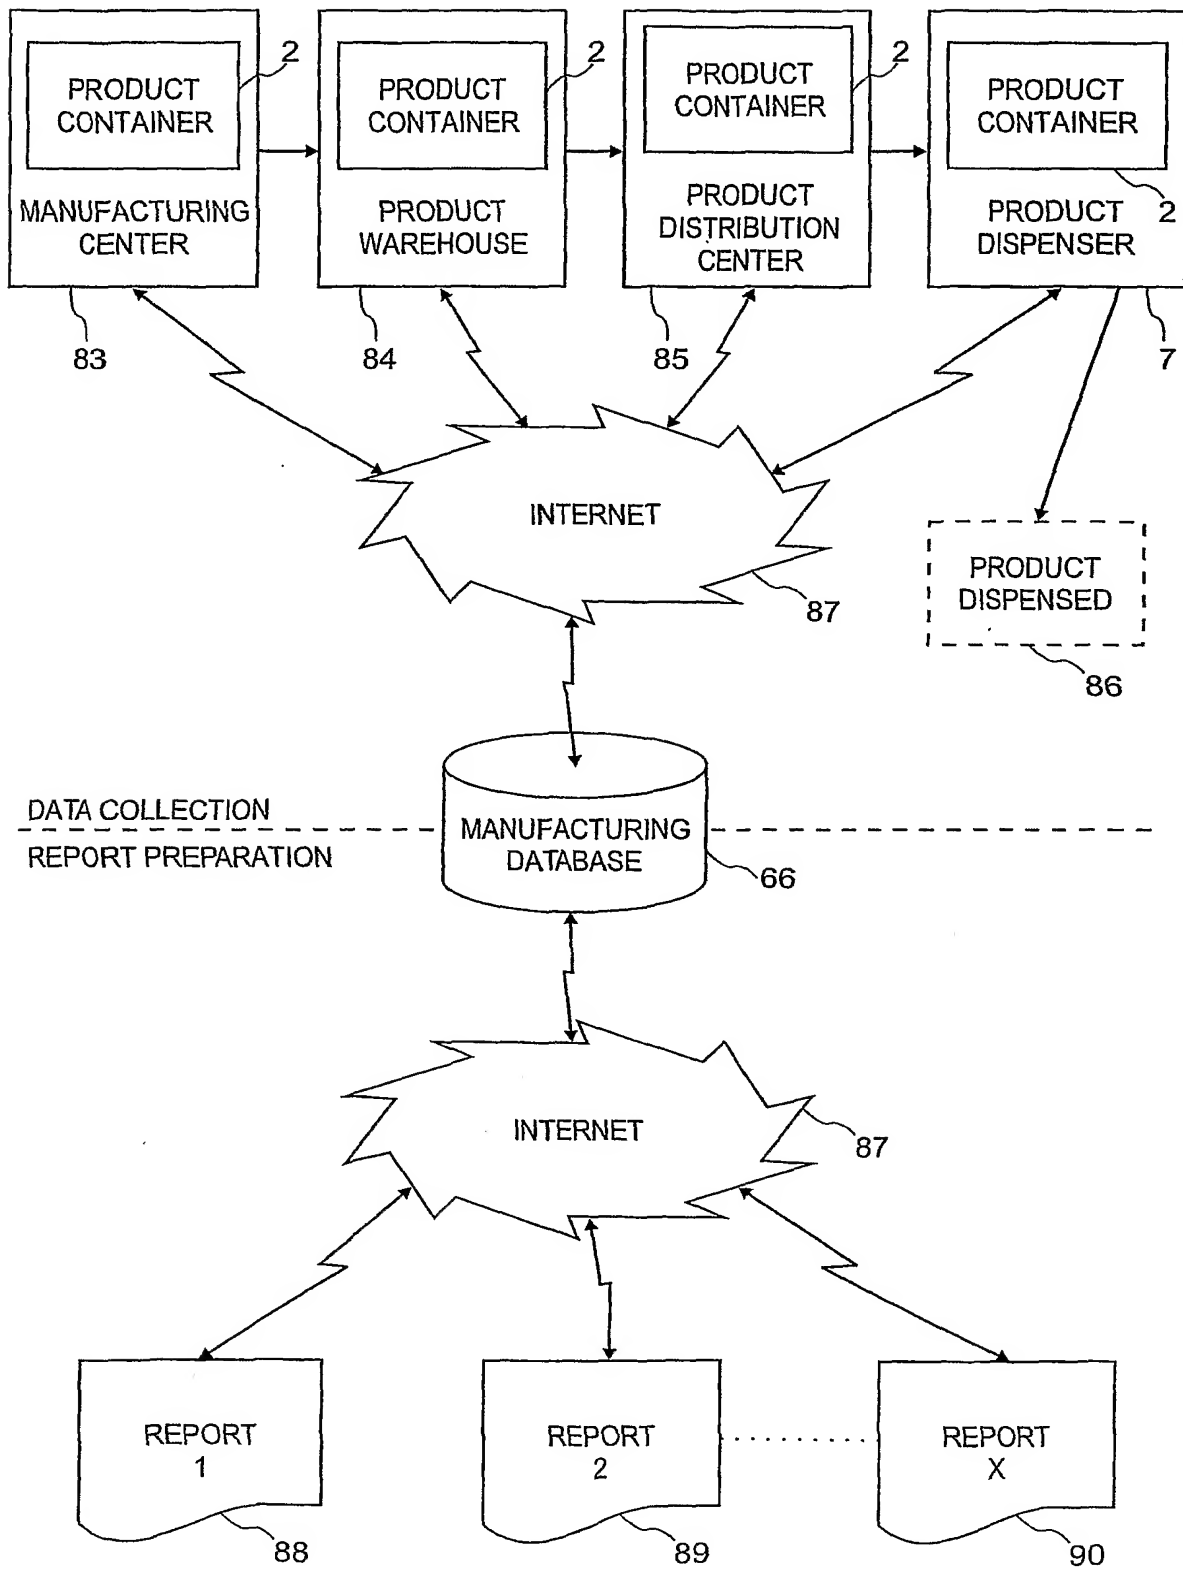 PRODUCT
CONTAINER
2
MANUFACTURING
CENTER
83
PRODUCT
CONTAINER
2
PRODUCT
WAREHOUSE
84
PRODUCT
CONTAINER
2
PRODUCT
DISTRIBUTION
CENTER
85
PRODUCT
CONTAINER
2
PRODUCT
DISPENSER
7
INTERNET
87
PRODUCT
DISPENSED
86
DATA COLLECTION
REPORT PREPARATION
MANUFACTURING
DATABASE
66
INTERNET
87
REPORT
1
88
REPORT
2
89
REPORT
X
90